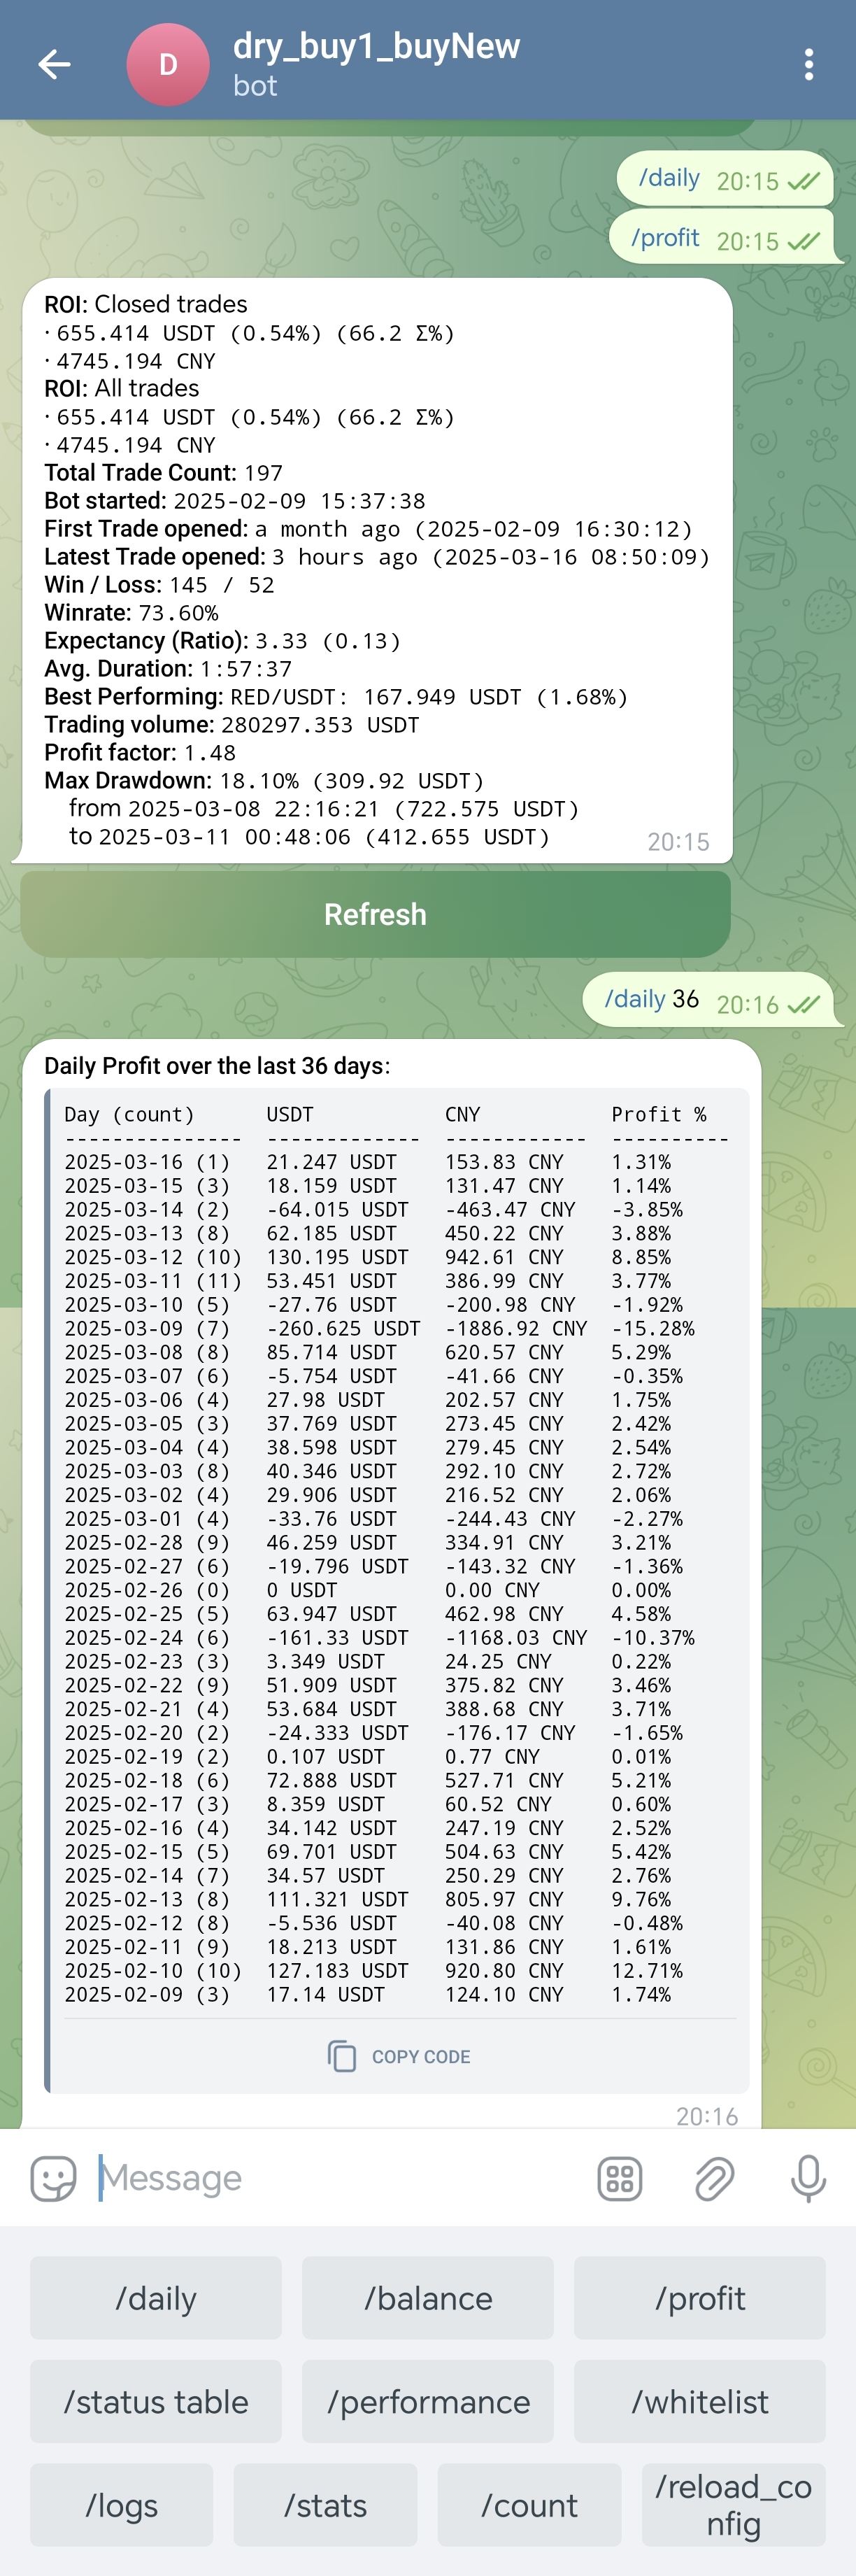 dry_buy1_buyNew
D
bot
/daily 20:15
/profit 20:15
ROI: Closed trades
∙ 655.414 USDT (0.54%) (66.2 Σ%)
∙ 4745.194 CNY
ROI: All trades
∙ 655.414 USDT (0.54%) (66.2 Σ%)
∙ 4745.194 CNY
Total Trade Count: 197
Bot started: 2025-02-09 15:37:38
First Trade opened: a month ago (2025-02-09 16:30:12)
Latest Trade opened: 3 hours ago (2025-03-16 08:50:09)
Win / Loss: 145 / 52
Winrate: 73.60%
Expectancy (Ratio): 3.33 (0.13)
Avg. Duration: 1:57:37
Best Performing: RED/USDT: 167.949 USDT (1.68%)
Trading volume: 280297.353 USDT
Profit factor: 1.48
Max Drawdown: 18.10% (309.92 USDT)
from 2025-03-08 22:16:21 (722.575 USDT)
to 2025-03-11 00:48:06 (412.655 USDT)
20:15
Refresh
/daily 36 20:16
Daily Profit over the last 36 days:
Day (count) USDT CNY Profit %
--------------- ------------- ------------ ----------
2025-03-16 (1) 21.247 USDT 153.83 CNY 1.31%
2025-03-15 (3) 18.159 USDT 131.47 CNY 1.14%
2025-03-14 (2) -64.015 USDT -463.47 CNY -3.85%
2025-03-13 (8) 62.185 USDT 450.22 CNY 3.88%
2025-03-12 (10) 130.195 USDT 942.61 CNY 8.85%
2025-03-11 (11) 53.451 USDT 386.99 CNY 3.77%
2025-03-10 (5) -27.76 USDT -200.98 CNY -1.92%
2025-03-09 (7) -260.625 USDT -1886.92 CNY -15.28%
2025-03-08 (8) 85.714 USDT 620.57 CNY 5.29%
2025-03-07 (6) -5.754 USDT -41.66 CNY -0.35%
2025-03-06 (4) 27.98 USDT 202.57 CNY 1.75%
2025-03-05 (3) 37.769 USDT 273.45 CNY 2.42%
2025-03-04 (4) 38.598 USDT 279.45 CNY 2.54%
2025-03-03 (8) 40.346 USDT 292.10 CNY 2.72%
2025-03-02 (4) 29.906 USDT 216.52 CNY 2.06%
2025-03-01 (4) -33.76 USDT -244.43 CNY -2.27%
2025-02-28 (9) 46.259 USDT 334.91 CNY 3.21%
2025-02-27 (6) -19.796 USDT -143.32 CNY -1.36%
2025-02-26 (0) 0 USDT 0.00 CNY 0.00%
2025-02-25 (5) 63.947 USDT 462.98 CNY 4.58%
2025-02-24 (6) -161.33 USDT -1168.03 CNY -10.37%
2025-02-23 (3) 3.349 USDT 24.25 CNY 0.22%
2025-02-22 (9) 51.909 USDT 375.82 CNY 3.46%
2025-02-21 (4) 53.684 USDT 388.68 CNY 3.71%
2025-02-20 (2) -24.333 USDT -176.17 CNY -1.65%
2025-02-19 (2) 0.107 USDT 0.77 CNY 0.01%
2025-02-18 (6) 72.888 USDT 527.71 CNY 5.21%
2025-02-17 (3) 8.359 USDT 60.52 CNY 0.60%
2025-02-16 (4) 34.142 USDT 247.19 CNY 2.52%
2025-02-15 (5) 69.701 USDT 504.63 CNY 5.42%
2025-02-14 (7) 34.57 USDT 250.29 CNY 2.76%
2025-02-13 (8) 111.321 USDT 805.97 CNY 9.76%
2025-02-12 (8) -5.536 USDT -40.08 CNY -0.48%
2025-02-11 (9) 18.213 USDT 131.86 CNY 1.61%
2025-02-10 (10) 127.183 USDT 920.80 CNY 12.71%
2025-02-09 (3) 17.14 USDT 124.10 CNY 1.74%
COPY CODE
20:16
Message
/daily /balance /profit
/status table /performance /whitelist
/logs /stats /count /reload_co
nfig